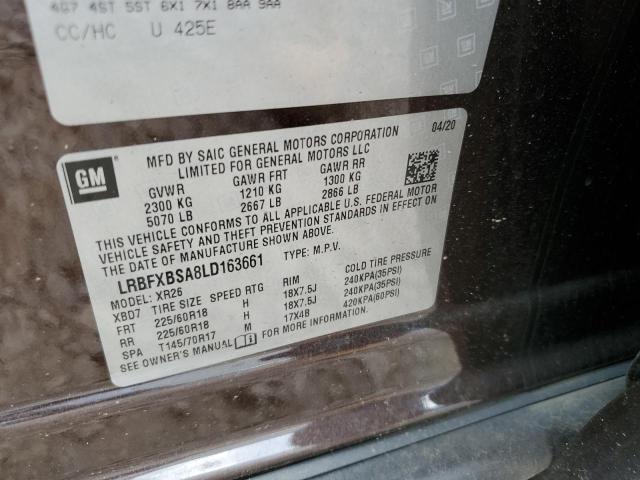 4G7 4ST 5ST 6X1 7X1 8AA 9AA
CC/HC U 425E
GM
MFD BY SAIC GENERAL MOTORS CORPORATION 04/20
LIMITED FOR GENERAL MOTORS LLC
GVWR GAWR FRT GAWR RR
2300 KG 1210 KG 1300 KG
5070 LB 2667 LB 2866 LB
THIS VEHICLE CONFORMS TO ALL APPLICABLE U.S. FEDERAL MOTOR
VEHICLE SAFETY AND THEFT PREVENTION STANDARDS IN EFFECT ON
THE DATE OF MANUFACTURE SHOWN ABOVE.
LRBFXBSA8LD163661 TYPE: M.P.V.
MODEL: XR26
XBD7 TIRE SIZE SPEED RTG RIM COLD TIRE PRESSURE
FRT 225/60R18 H 18X7.5J 240KPA(35PSI)
RR 225/60R18 H 18X7.5J 240KPA(35PSI)
SPA T145/70R17 M 17X4B 420KPA(60PSI)
SEE OWNER'S MANUAL FOR MORE INFORMATION